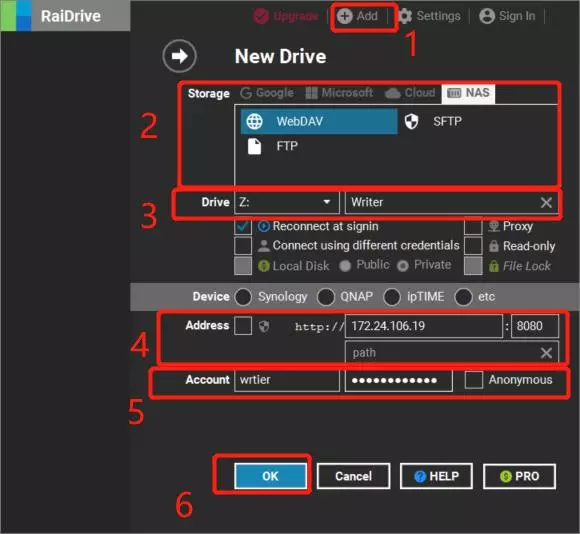 RaiDrive
Upgrade Add Settings Sign In
1
New Drive
Storage Google Microsoft Cloud NAS
2
WebDAV SFTP
FTP
3
Drive Z: Writer
Reconnect at signin Proxy
Connect using different credentials Read-only
Local Disk Public Private File Lock
Device Synology QNAP ipTIME etc
4
Address http:// 172.24.106.19 : 8080
path
5
Account wrtier •••••••••••• Anonymous
6
OK Cancel HELP PRO